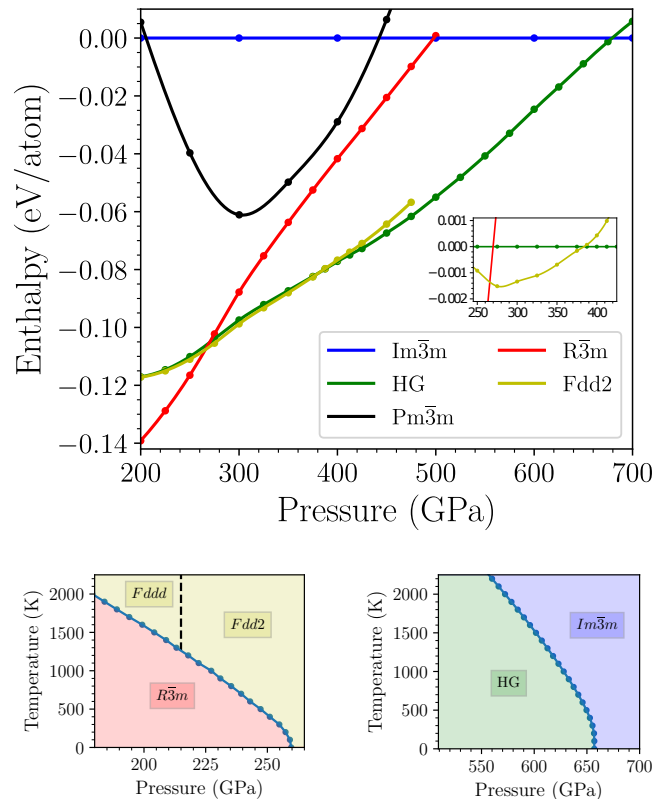 0.00
−0.02
−0.04
−0.06
−0.08
−0.10
−0.12
−0.14
Enthalpy (eV/atom)
200 300 400 500 600 700
Pressure (GPa)
0.001
0.000
−0.001
−0.002
250 300 350 400
Im3̅m R3̅m
HG Fdd2
Pm3̅m
2000
1500
1000
500
0
Temperature (K)
Fddd
Fdd2
R3̅m
200 225 250
Pressure (GPa)
2000
1500
1000
500
0
Temperature (K)
Im3̅m
HG
550 600 650 700
Pressure (GPa)